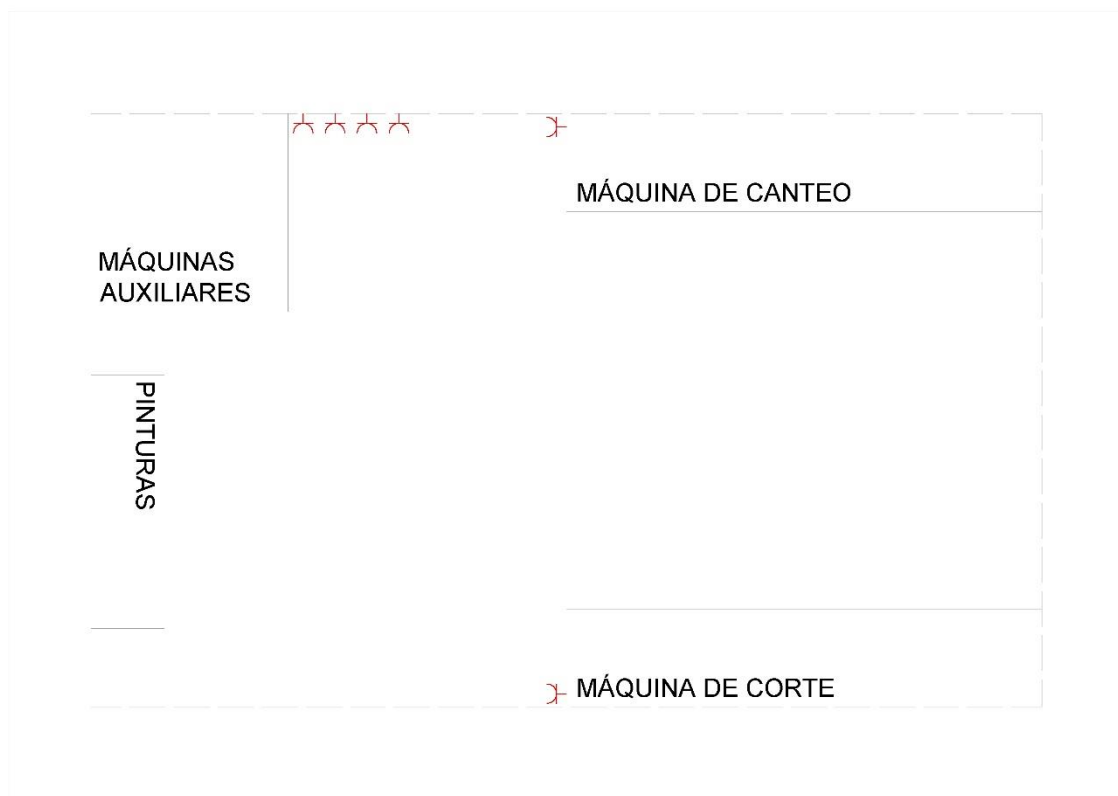 MÁQUINA DE CANTEO
MÁQUINAS
AUXILIARES
PINTURAS
MÁQUINA DE CORTE